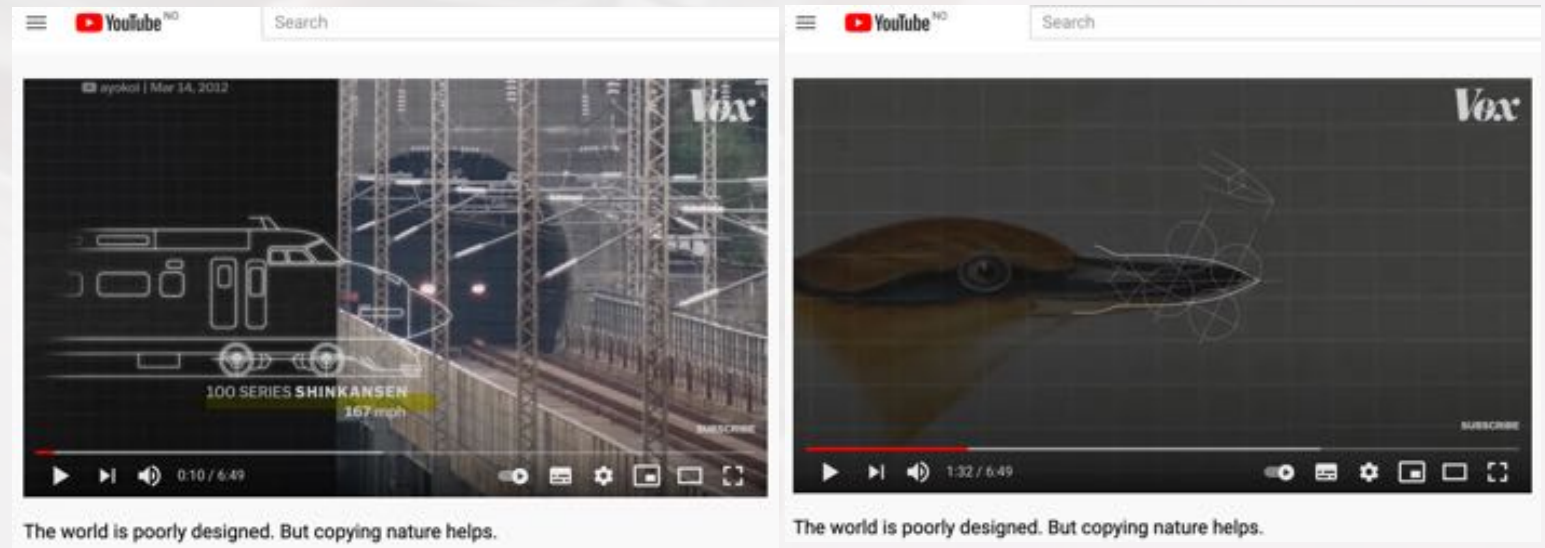 YouTube NO
Search
ayokoi | Mar 14, 2012
Vox
100 SERIES SHINKANSEN
167 mph
SUBSCRIBE
0:10 / 6:49
The world is poorly designed. But copying nature helps.
YouTube NO
Search
Vox
SUBSCRIBE
1:32 / 6:49
The world is poorly designed. But copying nature helps.